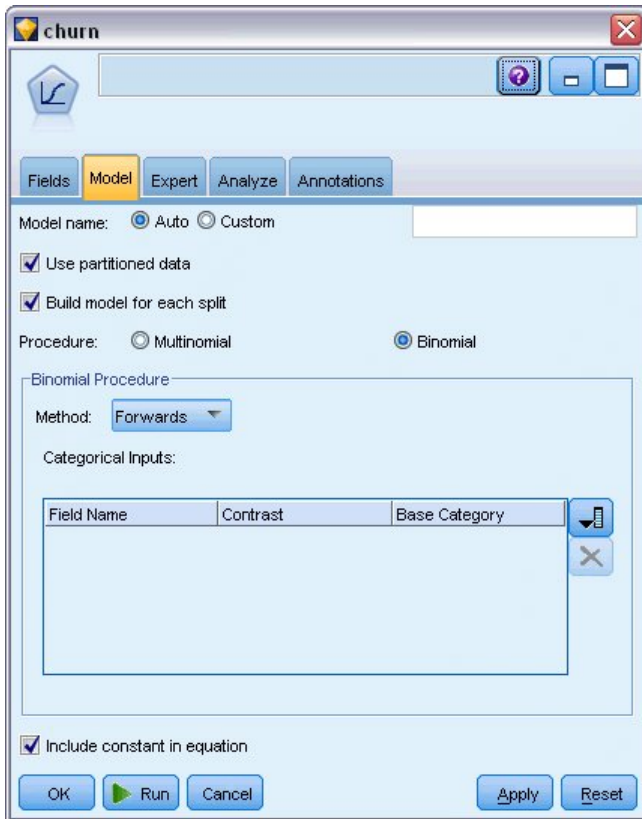 churn
?
Fields Model Expert Analyze Annotations
Model name: Auto Custom
Use partitioned data
Build model for each split
Procedure: Multinomial Binomial
Binomial Procedure
Method: Forwards
Categorical Inputs:
Field Name Contrast Base Category
Include constant in equation
OK Run Cancel Apply Reset